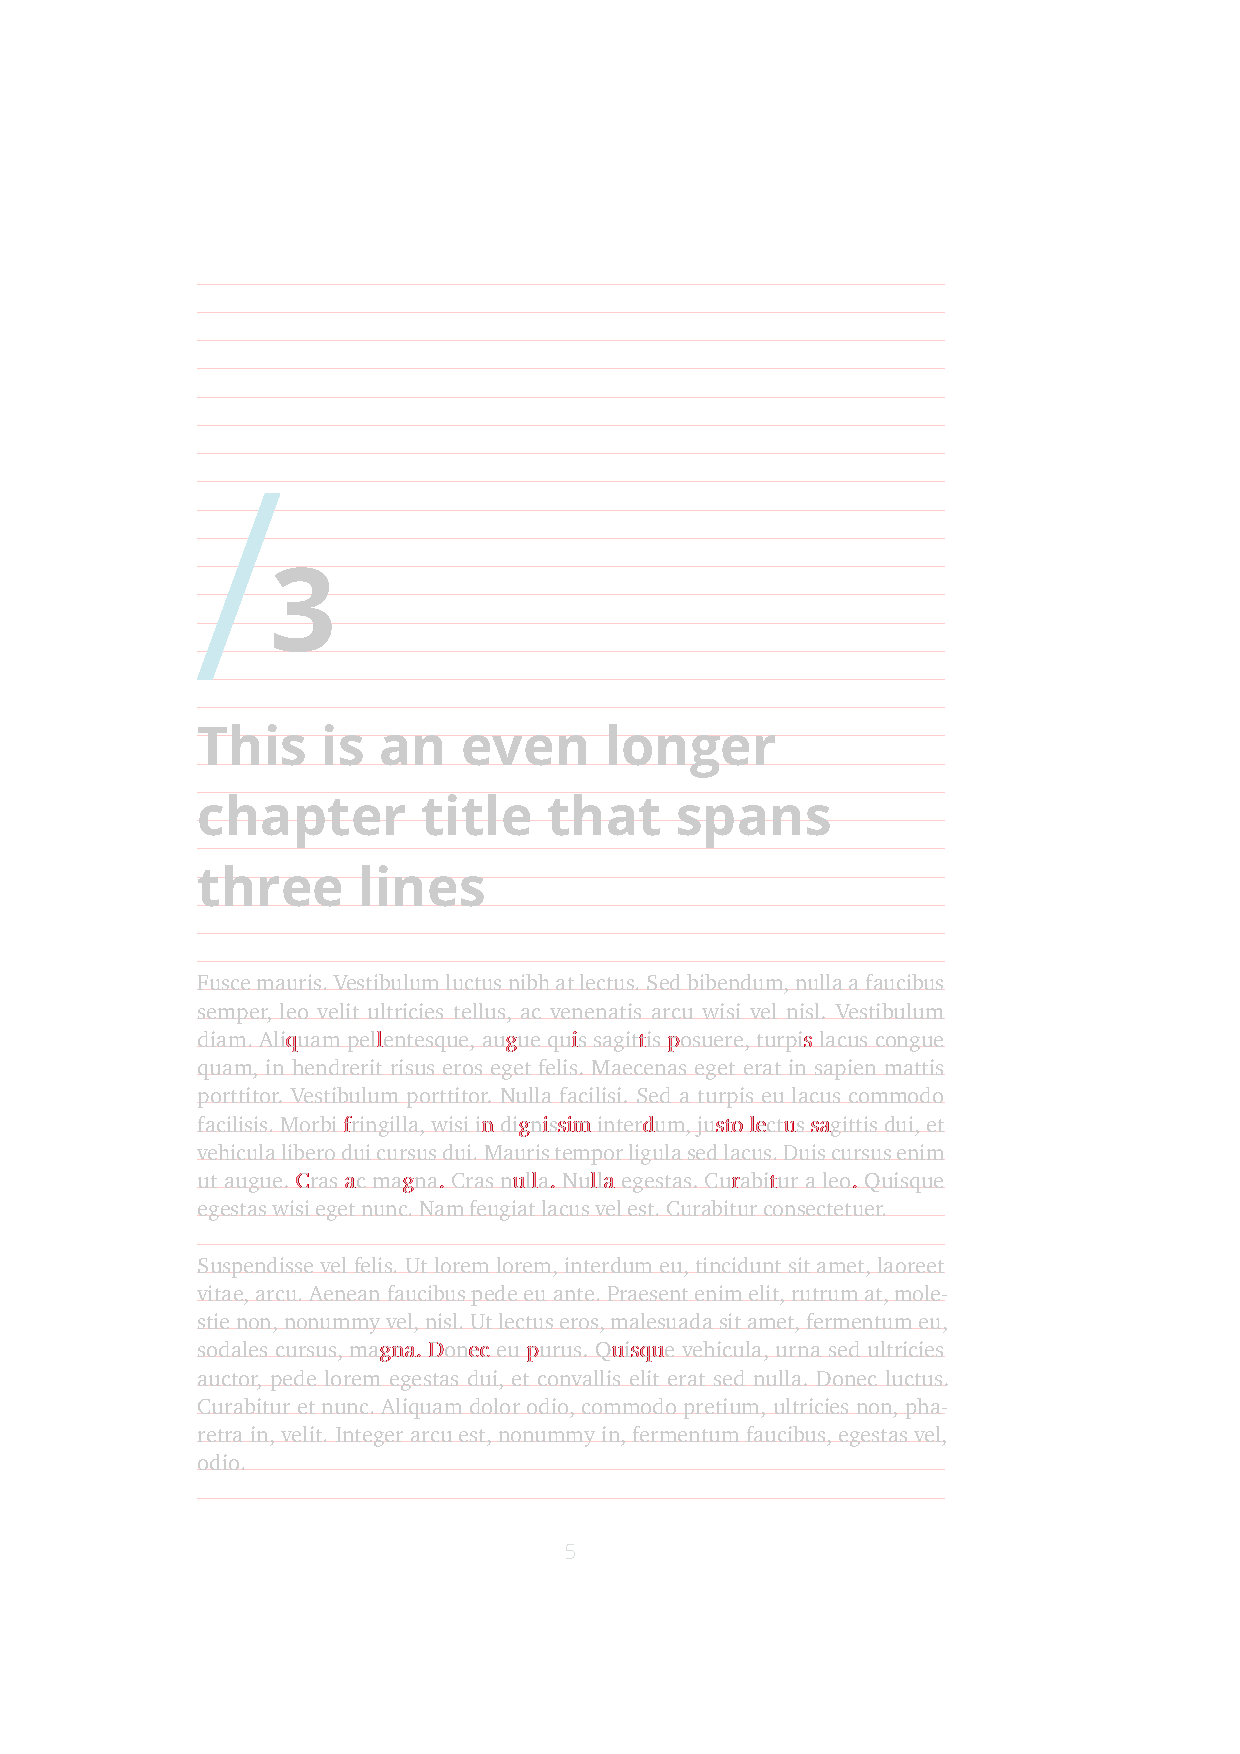 /3
This is an even longer
chapter title that spans
three lines
Fusce mauris. Vestibulum luctus nibh at lectus. Sed bibendum, nulla a faucibus
semper, leo velit ultricies tellus, ac venenatis arcu wisi vel nisl. Vestibulum
diam. Aliquam pellentesque, augue quis sagittis posuere, turpis lacus congue
quam, in hendrerit risus eros eget felis. Maecenas eget erat in sapien mattis
porttitor. Vestibulum porttitor. Nulla facilisi. Sed a turpis eu lacus commodo
facilisis. Morbi fringilla, wisi in dignissim interdum, justo lectus sagittis dui, et
vehicula libero dui cursus dui. Mauris tempor ligula sed lacus. Duis cursus enim
ut augue. Cras ac magna. Cras nulla. Nulla egestas. Curabitur a leo. Quisque
egestas wisi eget nunc. Nam feugiat lacus vel est. Curabitur consectetuer.
Suspendisse vel felis. Ut lorem lorem, interdum eu, tincidunt sit amet, laoreet
vitae, arcu. Aenean faucibus pede eu ante. Praesent enim elit, rutrum at, mole-
stie non, nonummy vel, nisl. Ut lectus eros, malesuada sit amet, fermentum eu,
sodales cursus, magna. Donec eu purus. Quisque vehicula, urna sed ultricies
auctor, pede lorem egestas dui, et convallis elit erat sed nulla. Donec luctus.
Curabitur et nunc. Aliquam dolor odio, commodo pretium, ultricies non, pha-
retra in, velit. Integer arcu est, nonummy in, fermentum faucibus, egestas vel,
odio.
5